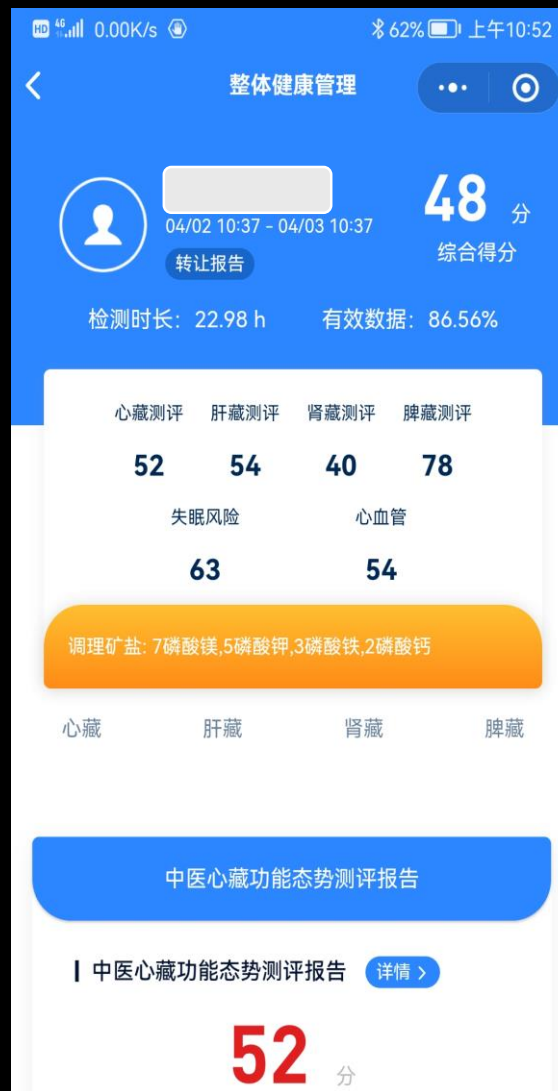 HD 4G 0.00K/s 62% 上午10:52
整体健康管理
48 分
04/02 10:37 - 04/03 10:37
综合得分
转让报告
检测时长: 22.98 h 有效数据: 86.56%
心藏测评 肝藏测评 肾藏测评 脾藏测评
52 54 40 78
失眠风险 心血管
63 54
调理矿盐: 7磷酸镁,5磷酸钾,3磷酸铁,2磷酸钙
心藏 肝藏 肾藏 脾藏
中医心藏功能态势测评报告
中医心藏功能态势测评报告 详情 >
52 分